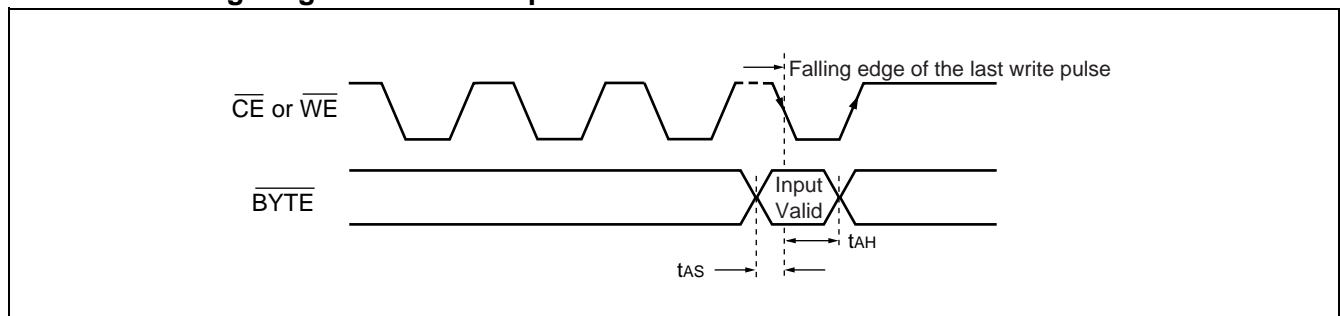 Falling edge of the last write pulse
CE or WE
BYTE
Input
Valid
tAH
tAS